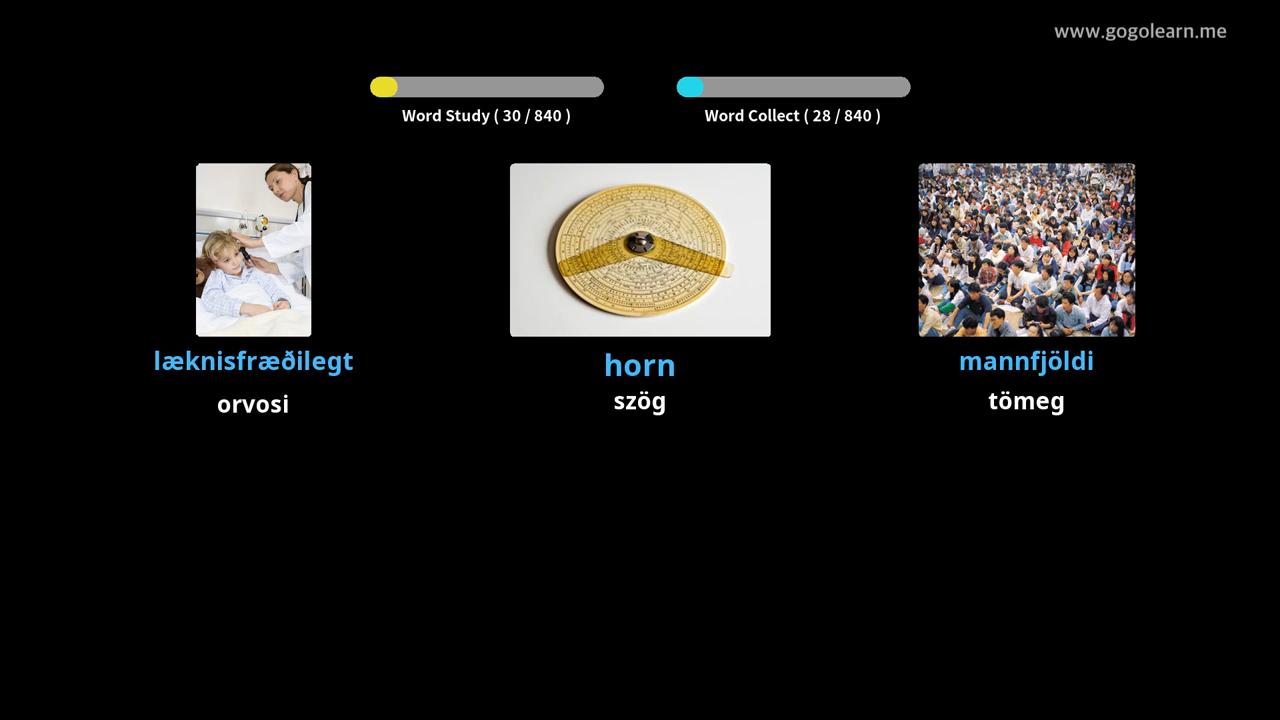 www.gogolearn.me
Word Study ( 30 / 840 )
Word Collect ( 28 / 840 )
læknisfræðilegt
orvosi
horn
szög
mannfjöldi
tömeg